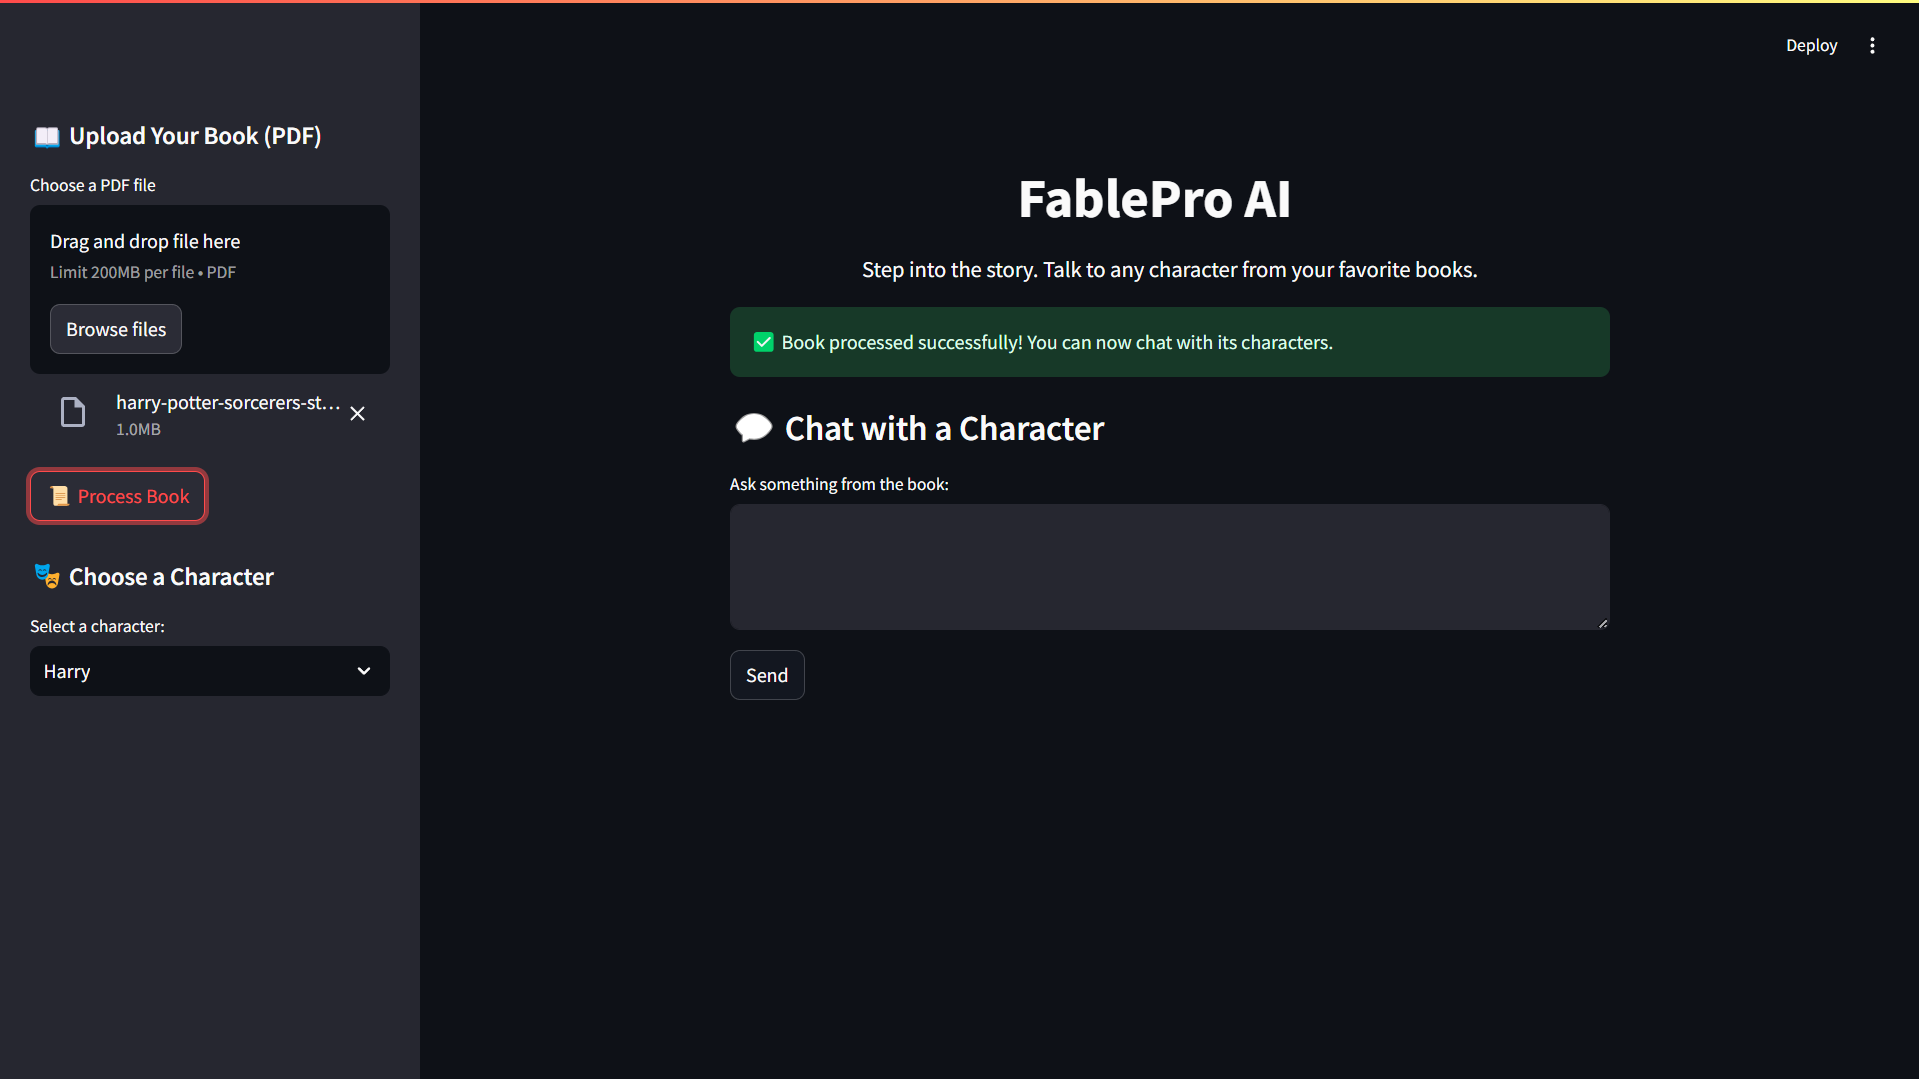 Deploy
📖 Upload Your Book (PDF)
Choose a PDF file
Drag and drop file here
Limit 200MB per file • PDF
Browse files
harry-potter-sorcerers-st...
1.0MB
📜 Process Book
🎭 Choose a Character
Select a character:
Harry
FablePro AI
Step into the story. Talk to any character from your favorite books.
✅ Book processed successfully! You can now chat with its characters.
💬 Chat with a Character
Ask something from the book:
Send